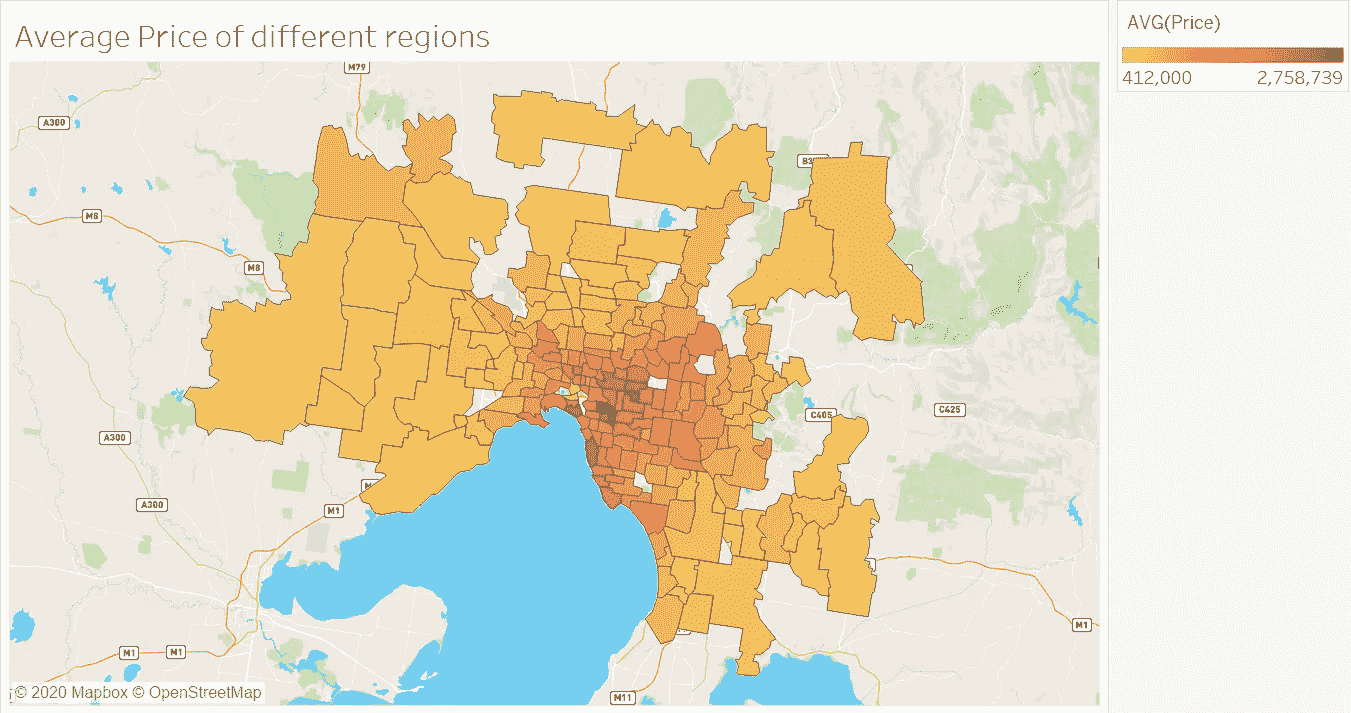 Average Price of different regions
AVG(Price)
412,000 2,758,739
M79
A300
M8
M8
A300
A300
M1
C405
C425
M1
M1
M1
M11
© 2020 Mapbox © OpenStreetMap